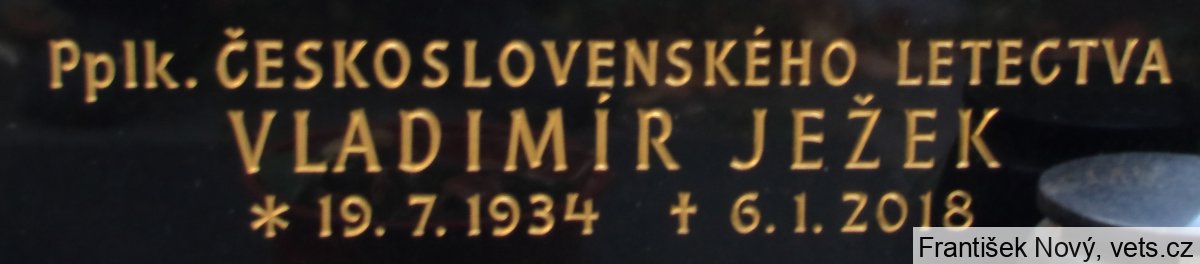 Pplk. ČESKOSLOVENSKÉHO LETECTVA
VLADIMÍR JEŽEK
* 19. 7. 1934 † 6. 1. 2018
František Nový, vets.cz